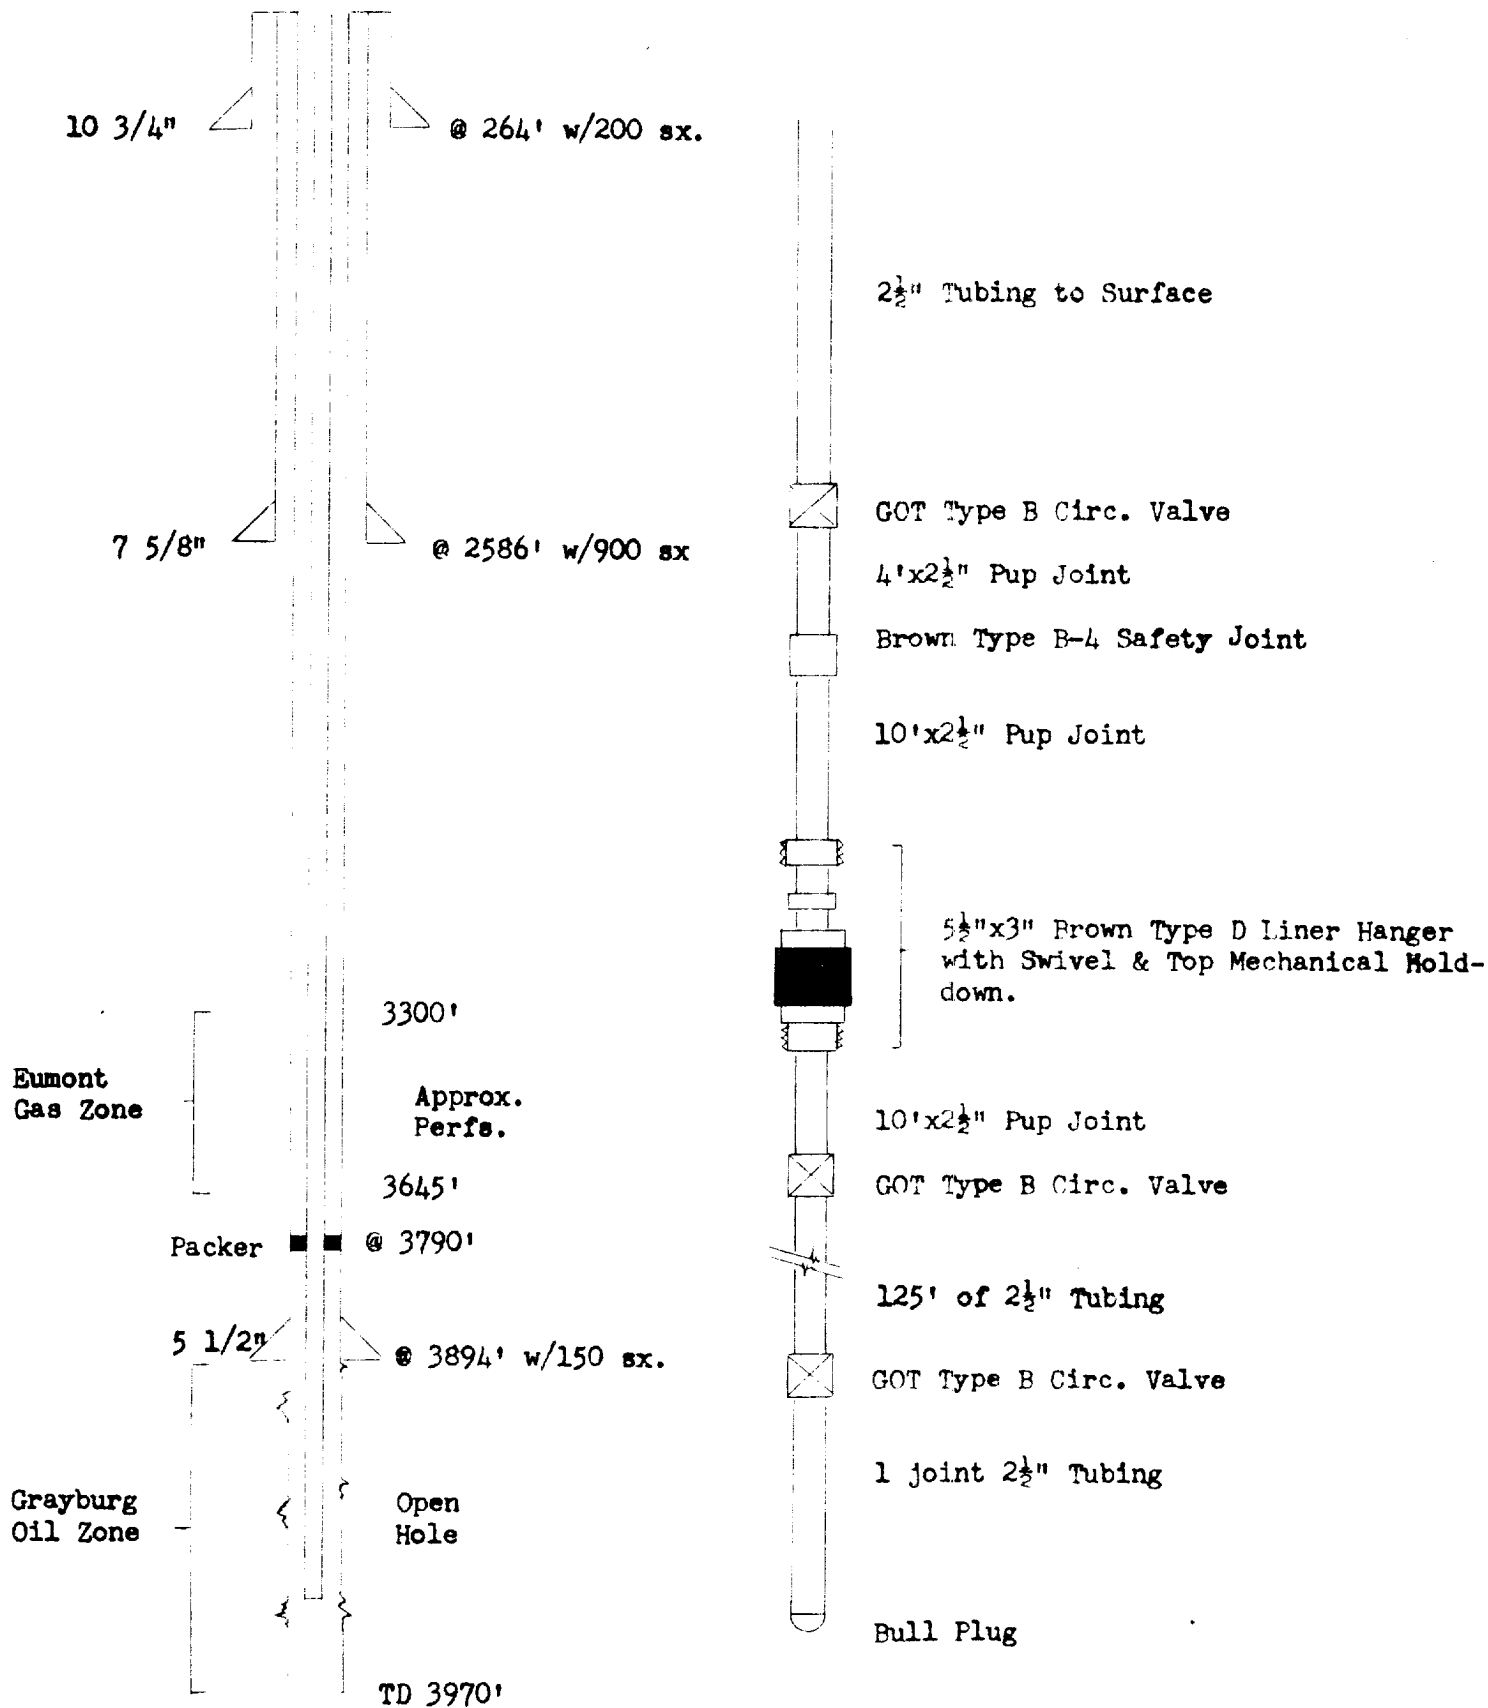 10 3/4"
@ 264' w/200 sx.
7 5/8"
@ 2586' w/900 sx
3300'
Eumont
Gas Zone
Approx.
Perfs.
3645'
Packer
@ 3790'
5 1/2"
@ 3894' w/150 sx.
Grayburg
Oil Zone
Open
Hole
TD 3970'
2½" Tubing to Surface
GOT Type B Circ. Valve
4'x2½" Pup Joint
Brown Type B-4 Safety Joint
10'x2½" Pup Joint
5½"x3" Brown Type D Liner Hanger
with Swivel & Top Mechanical Hold-
down.
10'x2½" Pup Joint
GOT Type B Circ. Valve
125' of 2½" Tubing
GOT Type B Circ. Valve
1 joint 2½" Tubing
Bull Plug